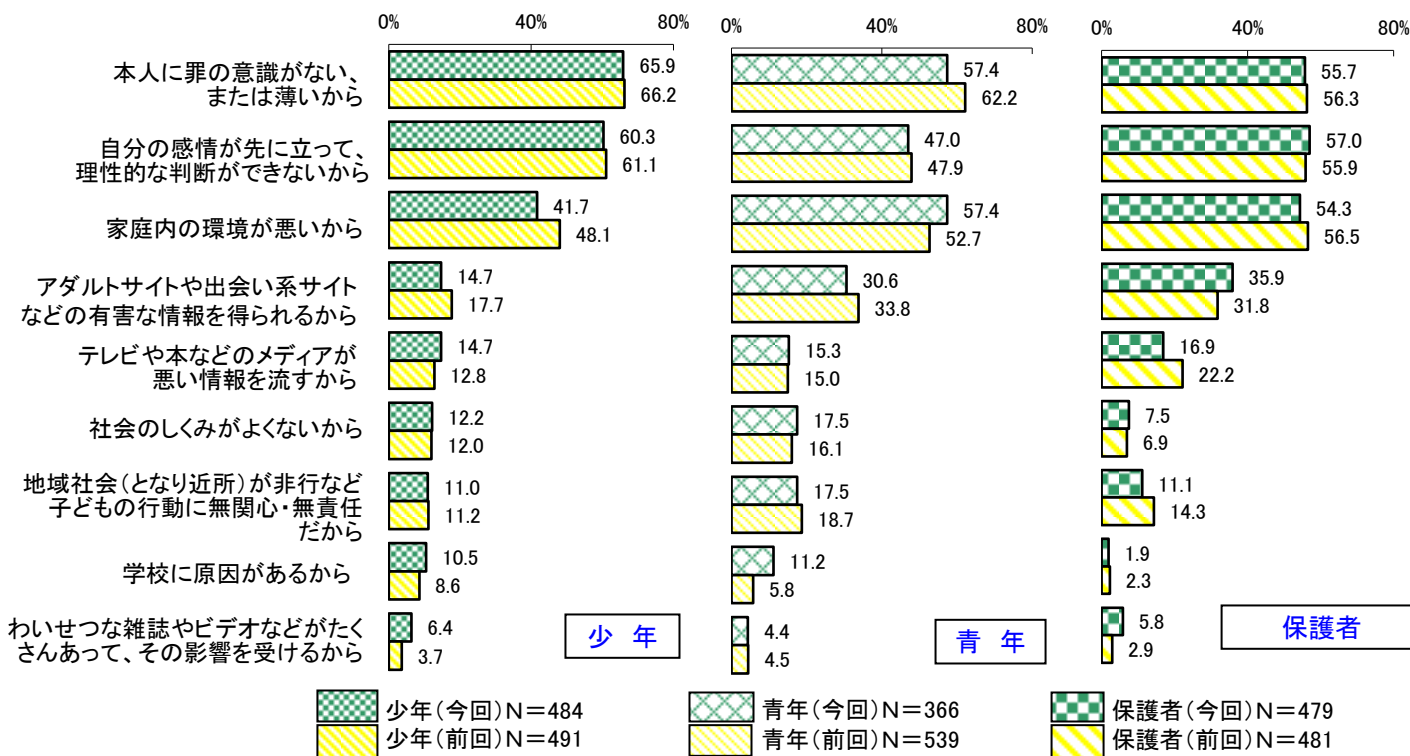 0% 40% 80% 0% 40% 80% 0% 40% 80%
本人に罪の意識がない、
または薄いから
65.9 57.4 55.7
66.2 62.2 56.3
自分の感情が先に立って、
理性的な判断ができないから
60.3 47.0 57.0
61.1 47.9 55.9
家庭内の環境が悪いから
41.7 57.4 54.3
48.1 52.7 56.5
アダルトサイトや出会い系サイト
などの有害な情報を得られるから
14.7 30.6 35.9
17.7 33.8 31.8
テレビや本などのメディアが
悪い情報を流すから
14.7 15.3 16.9
12.8 15.0 22.2
社会のしくみがよくないから
12.2 17.5 7.5
12.0 16.1 6.9
地域社会(となり近所)が非行など
子どもの行動に無関心・無責任
だから
11.0 17.5 11.1
11.2 18.7 14.3
学校に原因があるから
10.5 11.2 1.9
8.6 5.8 2.3
わいせつな雑誌やビデオなどがたく
さんあって、その影響を受けるから
6.4 4.4 5.8
3.7 4.5 2.9
少 年 青 年 保護者
少年(今回)N=484 青年(今回)N=366 保護者(今回)N=479
少年(前回)N=491 青年(前回)N=539 保護者(前回)N=481